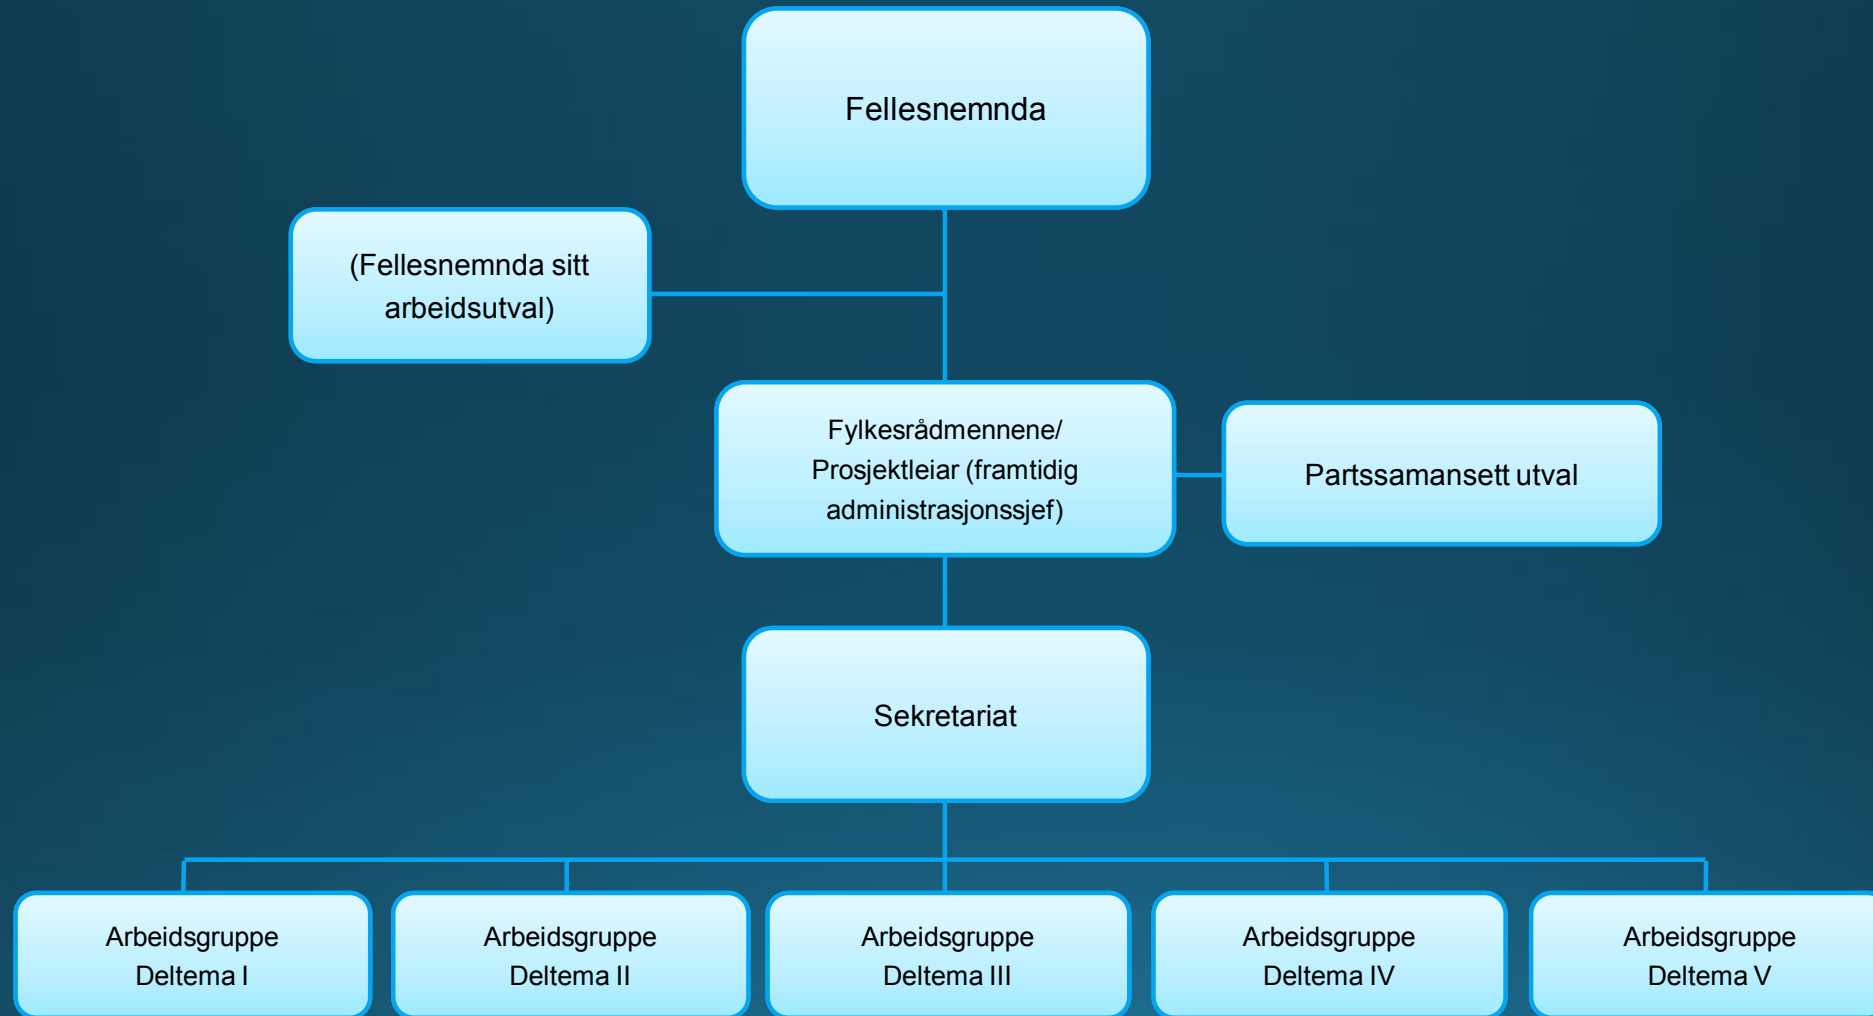 Fellesnemnda
(Fellesnemnda sitt
arbeidsutval)
Fylkesrådmennene/
Prosjektleiar (framtidig
administrasjonssjef)
Partssamansett utval
Sekretariat
Arbeidsgruppe
Deltema I
Arbeidsgruppe
Deltema II
Arbeidsgruppe
Deltema III
Arbeidsgruppe
Deltema IV
Arbeidsgruppe
Deltema V